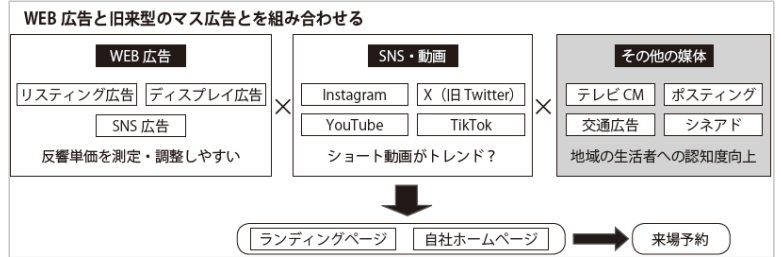 WEB 広告と旧来型のマス広告とを組み合わせる
WEB 広告
リスティング広告
ディスプレイ広告
SNS 広告
反響単価を測定・調整しやすい
×
SNS・動画
Instagram
X（旧 Twitter）
YouTube
TikTok
ショート動画がトレンド？
×
その他の媒体
テレビ CM
ポスティング
交通広告
シネアド
地域の生活者への認知度向上
ランディングページ
自社ホームページ
来場予約